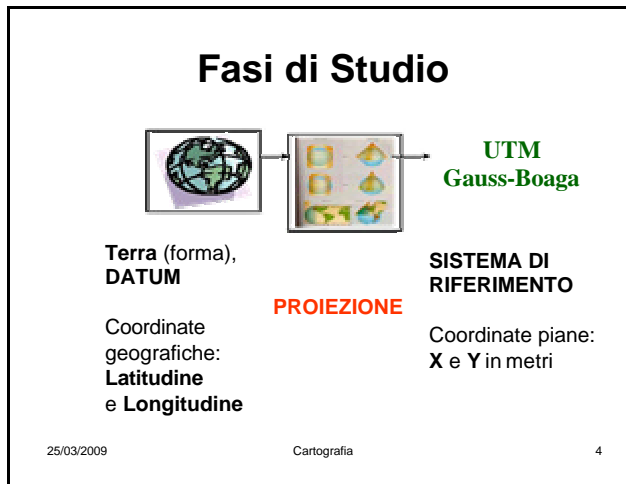 Fasi di Studio
UTM
Gauss-Boaga
Terra (forma),
DATUM
Coordinate
geografiche:
Latitudine
e Longitudine
PROIEZIONE
SISTEMA DI
RIFERIMENTO
Coordinate piane:
X e Y in metri
25/03/2009
Cartografia
4